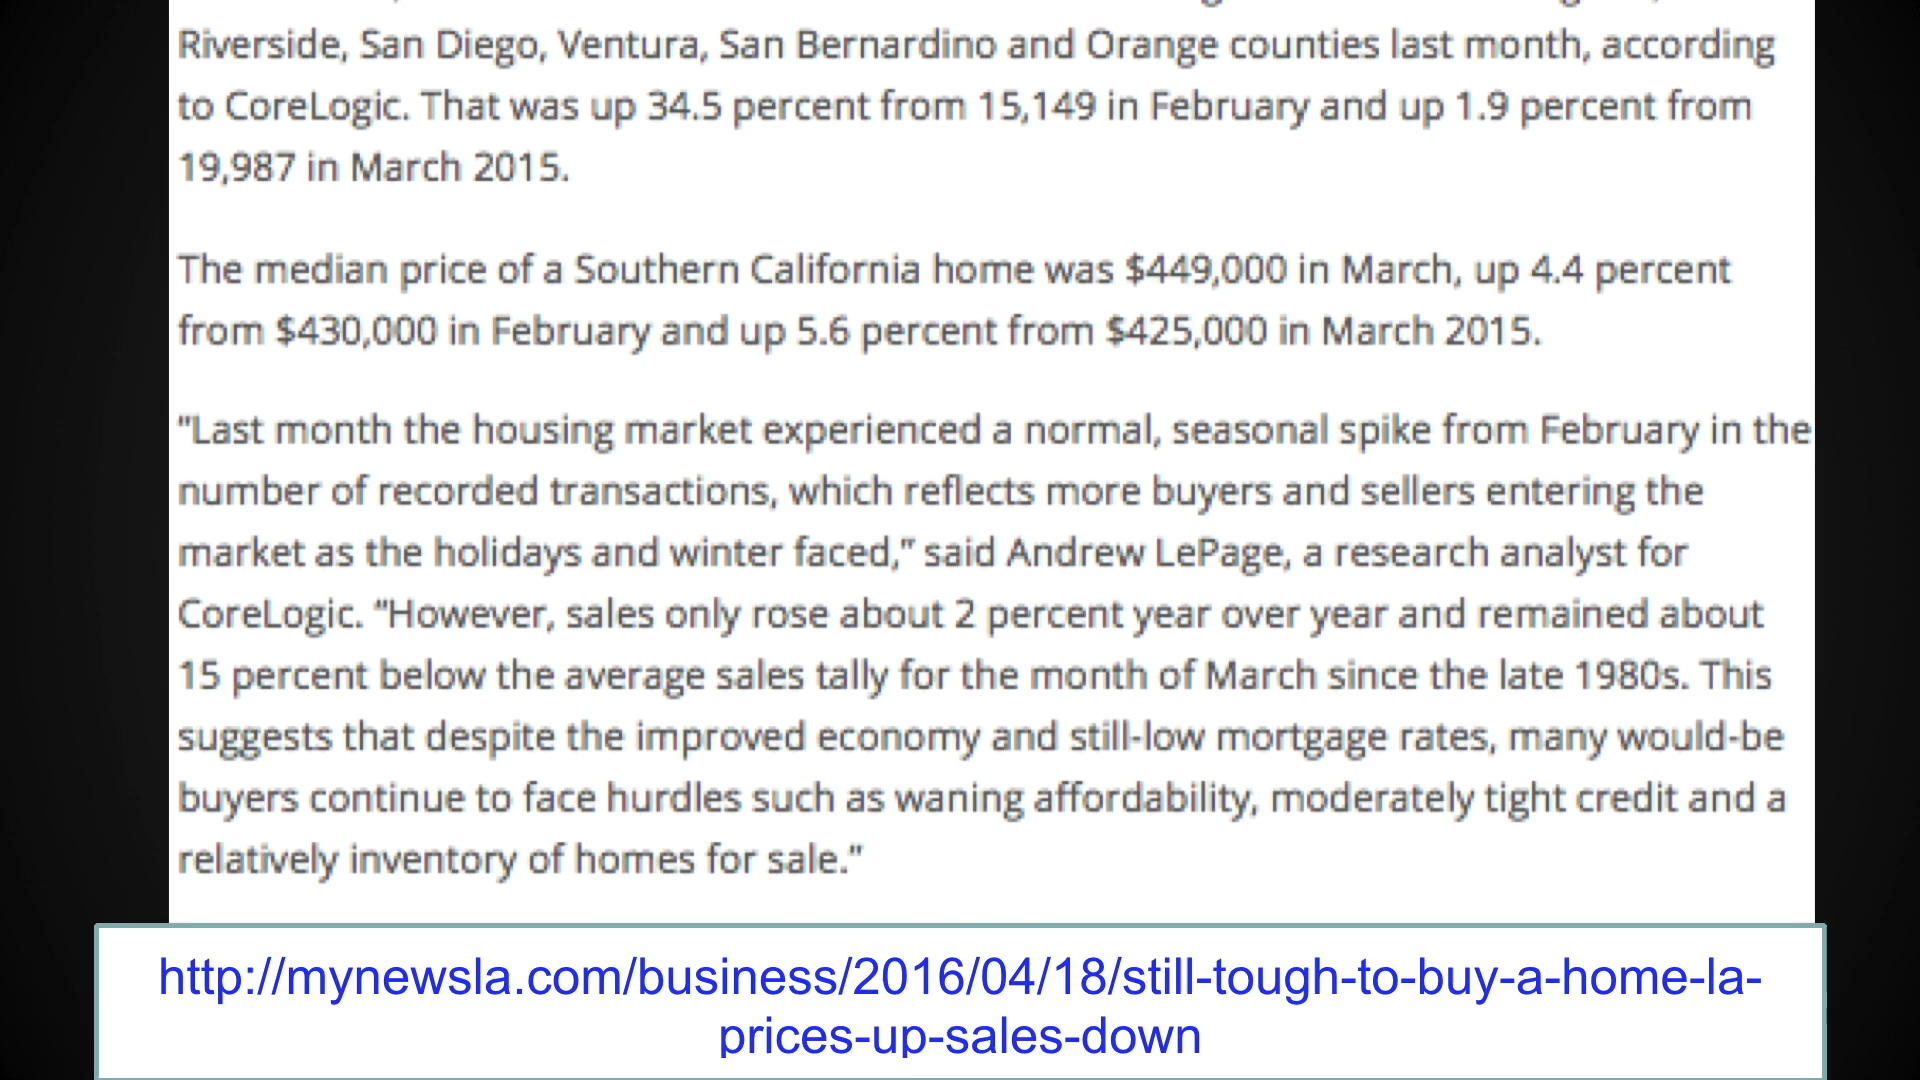 Riverside, San Diego, Ventura, San Bernardino and Orange counties last month, according
to CoreLogic. That was up 34.5 percent from 15,149 in February and up 1.9 percent from
19,987 in March 2015.
The median price of a Southern California home was $449,000 in March, up 4.4 percent
from $430,000 in February and up 5.6 percent from $425,000 in March 2015.
"Last month the housing market experienced a normal, seasonal spike from February in the
number of recorded transactions, which reflects more buyers and sellers entering the
market as the holidays and winter faced," said Andrew LePage, a research analyst for
CoreLogic. "However, sales only rose about 2 percent year over year and remained about
15 percent below the average sales tally for the month of March since the late 1980s. This
suggests that despite the improved economy and still-low mortgage rates, many would-be
buyers continue to face hurdles such as waning affordability, moderately tight credit and a
relatively inventory of homes for sale."
http://mynewsla.com/business/2016/04/18/still-tough-to-buy-a-home-la-
prices-up-sales-down